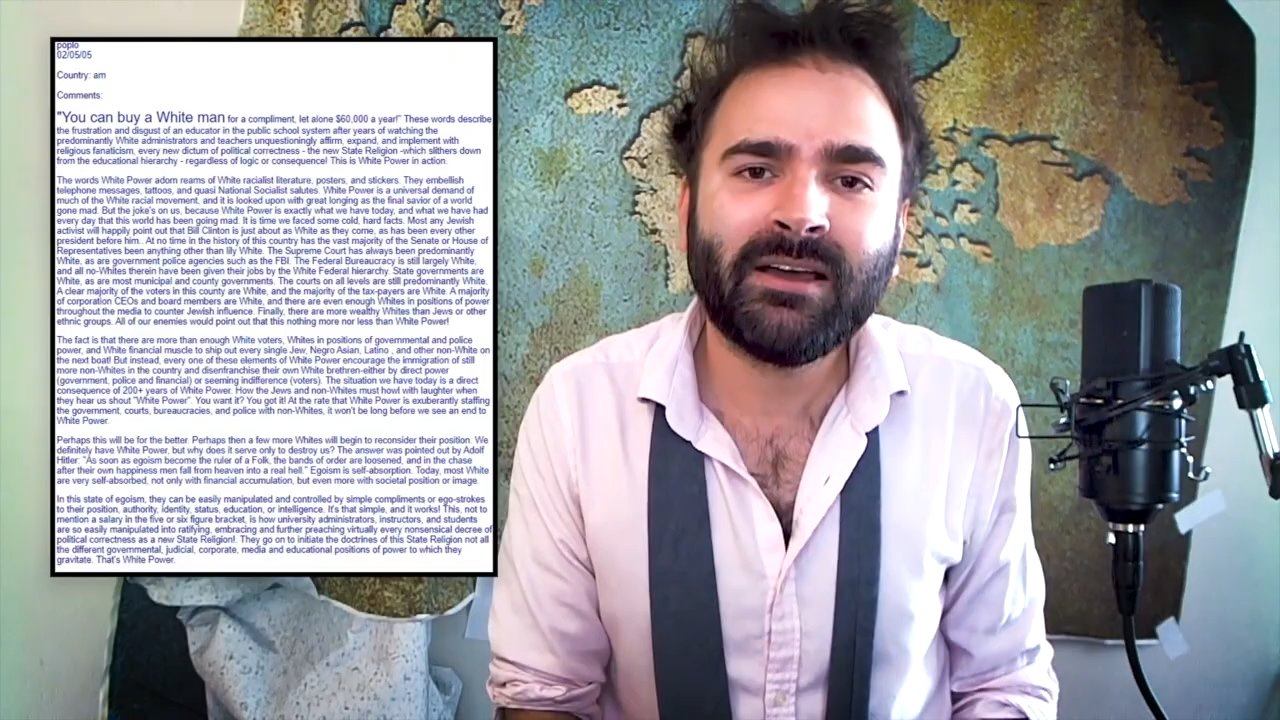 poplo
02/05/05
Country: am
Comments:
"You can buy a White man for a compliment, let alone $60,000 a year!" These words describe
the frustration and disgust of an educator in the public school system after years of watching the
predominantly White administrators and teachers unquestioningly affirm, expand, and implement with
religious fanaticism, every new dictum of political correctness - the new State Religion -which slithers down
from the educational hierarchy - regardless of logic or consequence! This is White Power in action.
The words White Power adorn reams of White racialist literature, posters, and stickers. They embellish
telephone messages, tattoos, and quasi National Socialist salutes. White Power is a universal demand of
much of the White racial movement, and it is looked upon with great longing as the final savior of a world
gone mad. But the joke's on us, because White Power is exactly what we have today, and what we have had
every day that this world has been going mad. It is time we faced some cold, hard facts. Most any Jewish
activist will happily point out that Bill Clinton is just about as White as they come, as has been every other
president before him.. At no time in the history of this country has the vast majority of the Senate or House of
Representatives been anything other than lily White. The Supreme Court has always been predominantly
White, as are government police agencies such as the FBI. The Federal Bureaucracy is still largely White,
and all no-Whites therein have been given their jobs by the White Federal hierarchy. State governments are
White, as are most municipal and county governments. The courts on all levels are still predominantly White.
A clear majority of the voters in this county are White, and the majority of the tax-payers are White. A majority
of corporation CEOs and board members are White, and there are even enough Whites in positions of power
throughout the media to counter Jewish influence. Finally, there are more wealthy Whites than Jews or other
ethnic groups. All of our enemies would point out that this nothing more nor less than White Power!
The fact is that there are more than enough White voters, Whites in positions of governmental and police
power, and White financial muscle to ship out every single Jew, Negro Asian, Latino , and other non-White on
the next boat! But instead, every one of these elements of White Power encourage the immigration of still
more non-Whites in the country and disenfranchise their own White brethren-either by direct power
(government, police and financial) or seeming indifference (voters). The situation we have today is a direct
consequence of 200+ years of White Power. How the Jews and non-Whites must howl with laughter when
they hear us shout "White Power". You want it? You got it! At the rate that White Power is exuberantly staffing
the government, courts, bureaucracies, and police with non-Whites, it won't be long before we see an end to
White Power.
Perhaps this will be for the better. Perhaps then a few more Whites will begin to reconsider their position. We
definitely have White Power, but why does it serve only to destroy us? The answer was pointed out by Adolf
Hitler: "As soon as egoism become the ruler of a Folk, the bands of order are loosened, and in the chase
after their own happiness men fall from heaven into a real hell." Egoism is self-absorption. Today, most White
are very self-absorbed, not only with financial accumulation, but even more with societal position or image.
In this state of egoism, they can be easily manipulated and controlled by simple compliments or ego-strokes
to their position, authority, identity, status, education, or intelligence. It's that simple, and it works! This, not to
mention a salary in the five or six figure bracket, is how university administrators, instructors, and students
are so easily manipulated into ratifying, embracing and further preaching virtually every nonsensical decree of
political correctness as a new State Religion!. They go on to initiate the doctrines of this State Religion not all
the different governmental, judicial, corporate, media and educational positions of power to which they
gravitate. That's White Power.